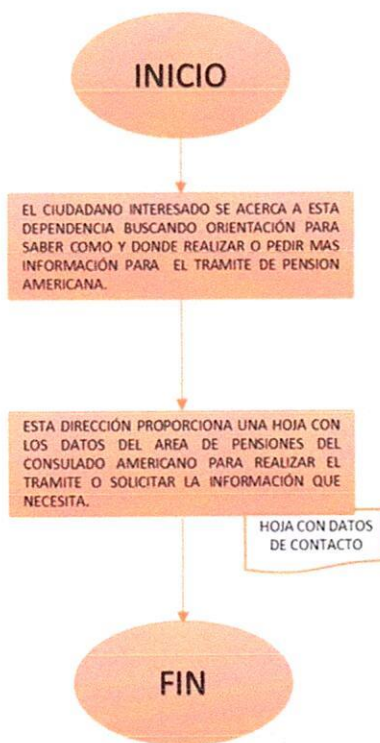 INICIO
EL CIUDADANO INTERESADO SE ACERCA A ESTA
DEPENDENCIA BUSCANDO ORIENTACIÓN PARA
SABER COMO Y DONDE REALIZAR O PEDIR MAS
INFORMACIÓN PARA EL TRAMITE DE PENSION
AMERICANA.
ESTA DIRECCIÓN PROPORCIONA UNA HOJA CON
LOS DATOS DEL AREA DE PENSIONES DEL
CONSULADO AMERICANO PARA REALIZAR EL
TRAMITE O SOLICITAR LA INFORMACIÓN QUE
NECESITA.
HOJA CON DATOS
DE CONTACTO
FIN